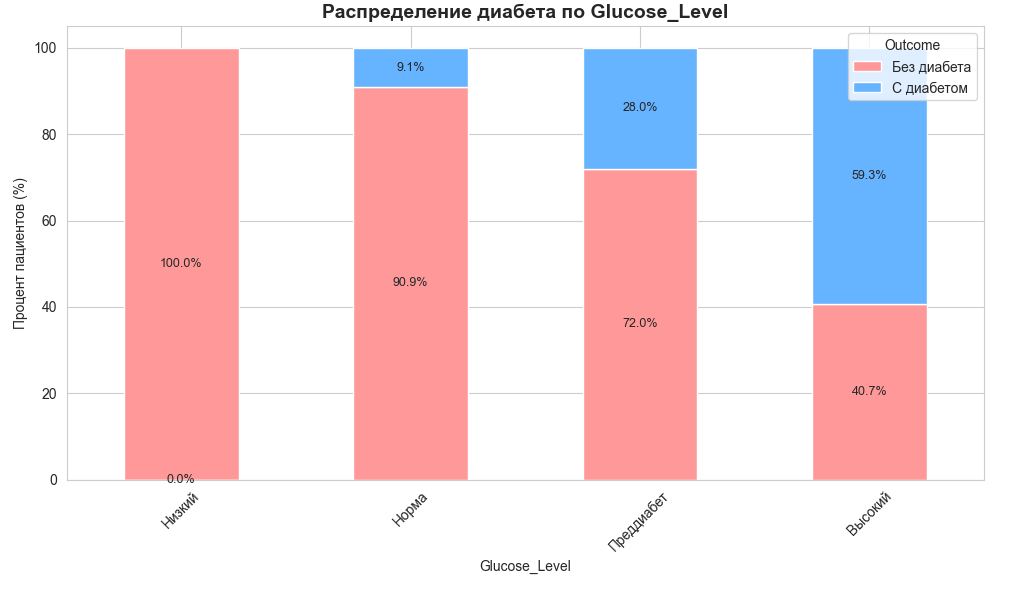 Распределение диабета по Glucose_Level
Outcome
Без диабета
С диабетом
Процент пациентов (%)
100
80
60
40
20
0
100.0%
0.0%
9.1%
90.9%
28.0%
72.0%
59.3%
40.7%
Низкий
Норма
Преддиабет
Высокий
Glucose_Level